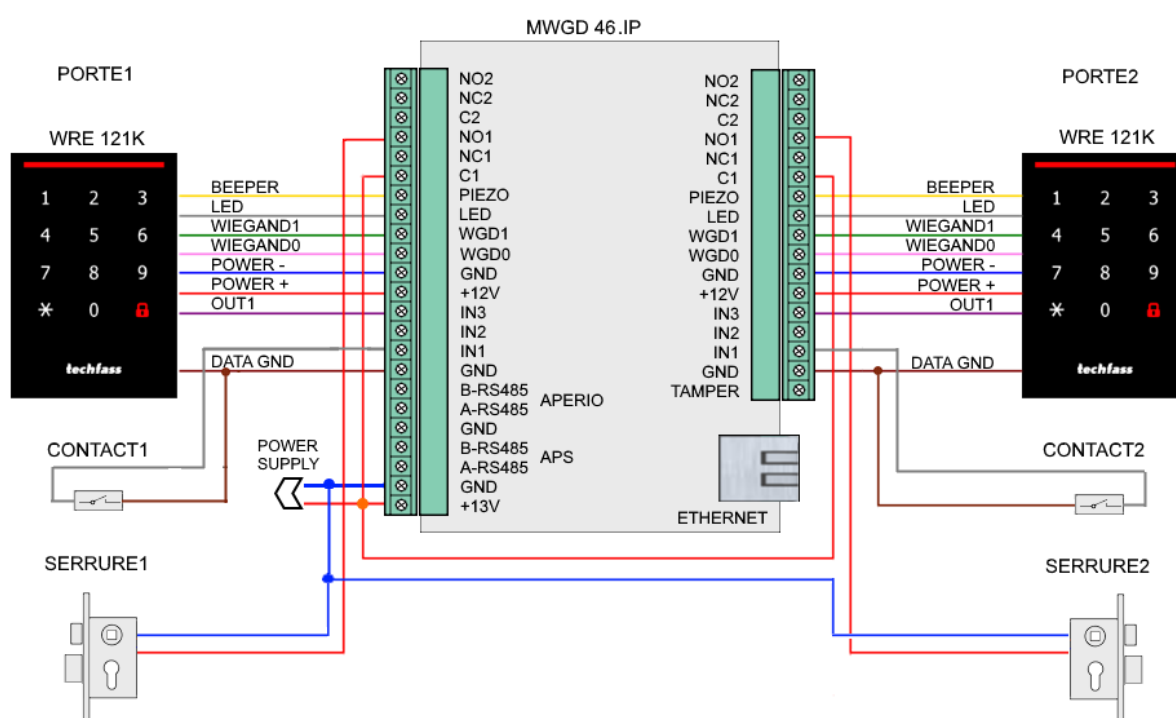 MWGD 46.IP
PORTE1
WRE 121K
1 2 3
4 5 6
7 8 9
* 0
techfass
BEEPER
LED
WIEGAND1
WIEGAND0
POWER -
POWER +
OUT1
DATA GND
CONTACT1
POWER
SUPPLY
SERRURE1
NO2
NC2
C2
NO1
NC1
C1
PIEZO
LED
WGD1
WGD0
GND
+12V
IN3
IN2
IN1
GND
B-RS485
A-RS485
APERIO
GND
B-RS485
A-RS485
APS
GND
+13V
NO2
NC2
C2
NO1
NC1
C1
PIEZO
LED
WGD1
WGD0
GND
+12V
IN3
IN2
IN1
GND
TAMPER
ETHERNET
PORTE2
WRE 121K
BEEPER
LED
WIEGAND1
WIEGAND0
POWER -
POWER +
OUT1
DATA GND
1 2 3
4 5 6
7 8 9
* 0
techfass
CONTACT2
SERRURE2